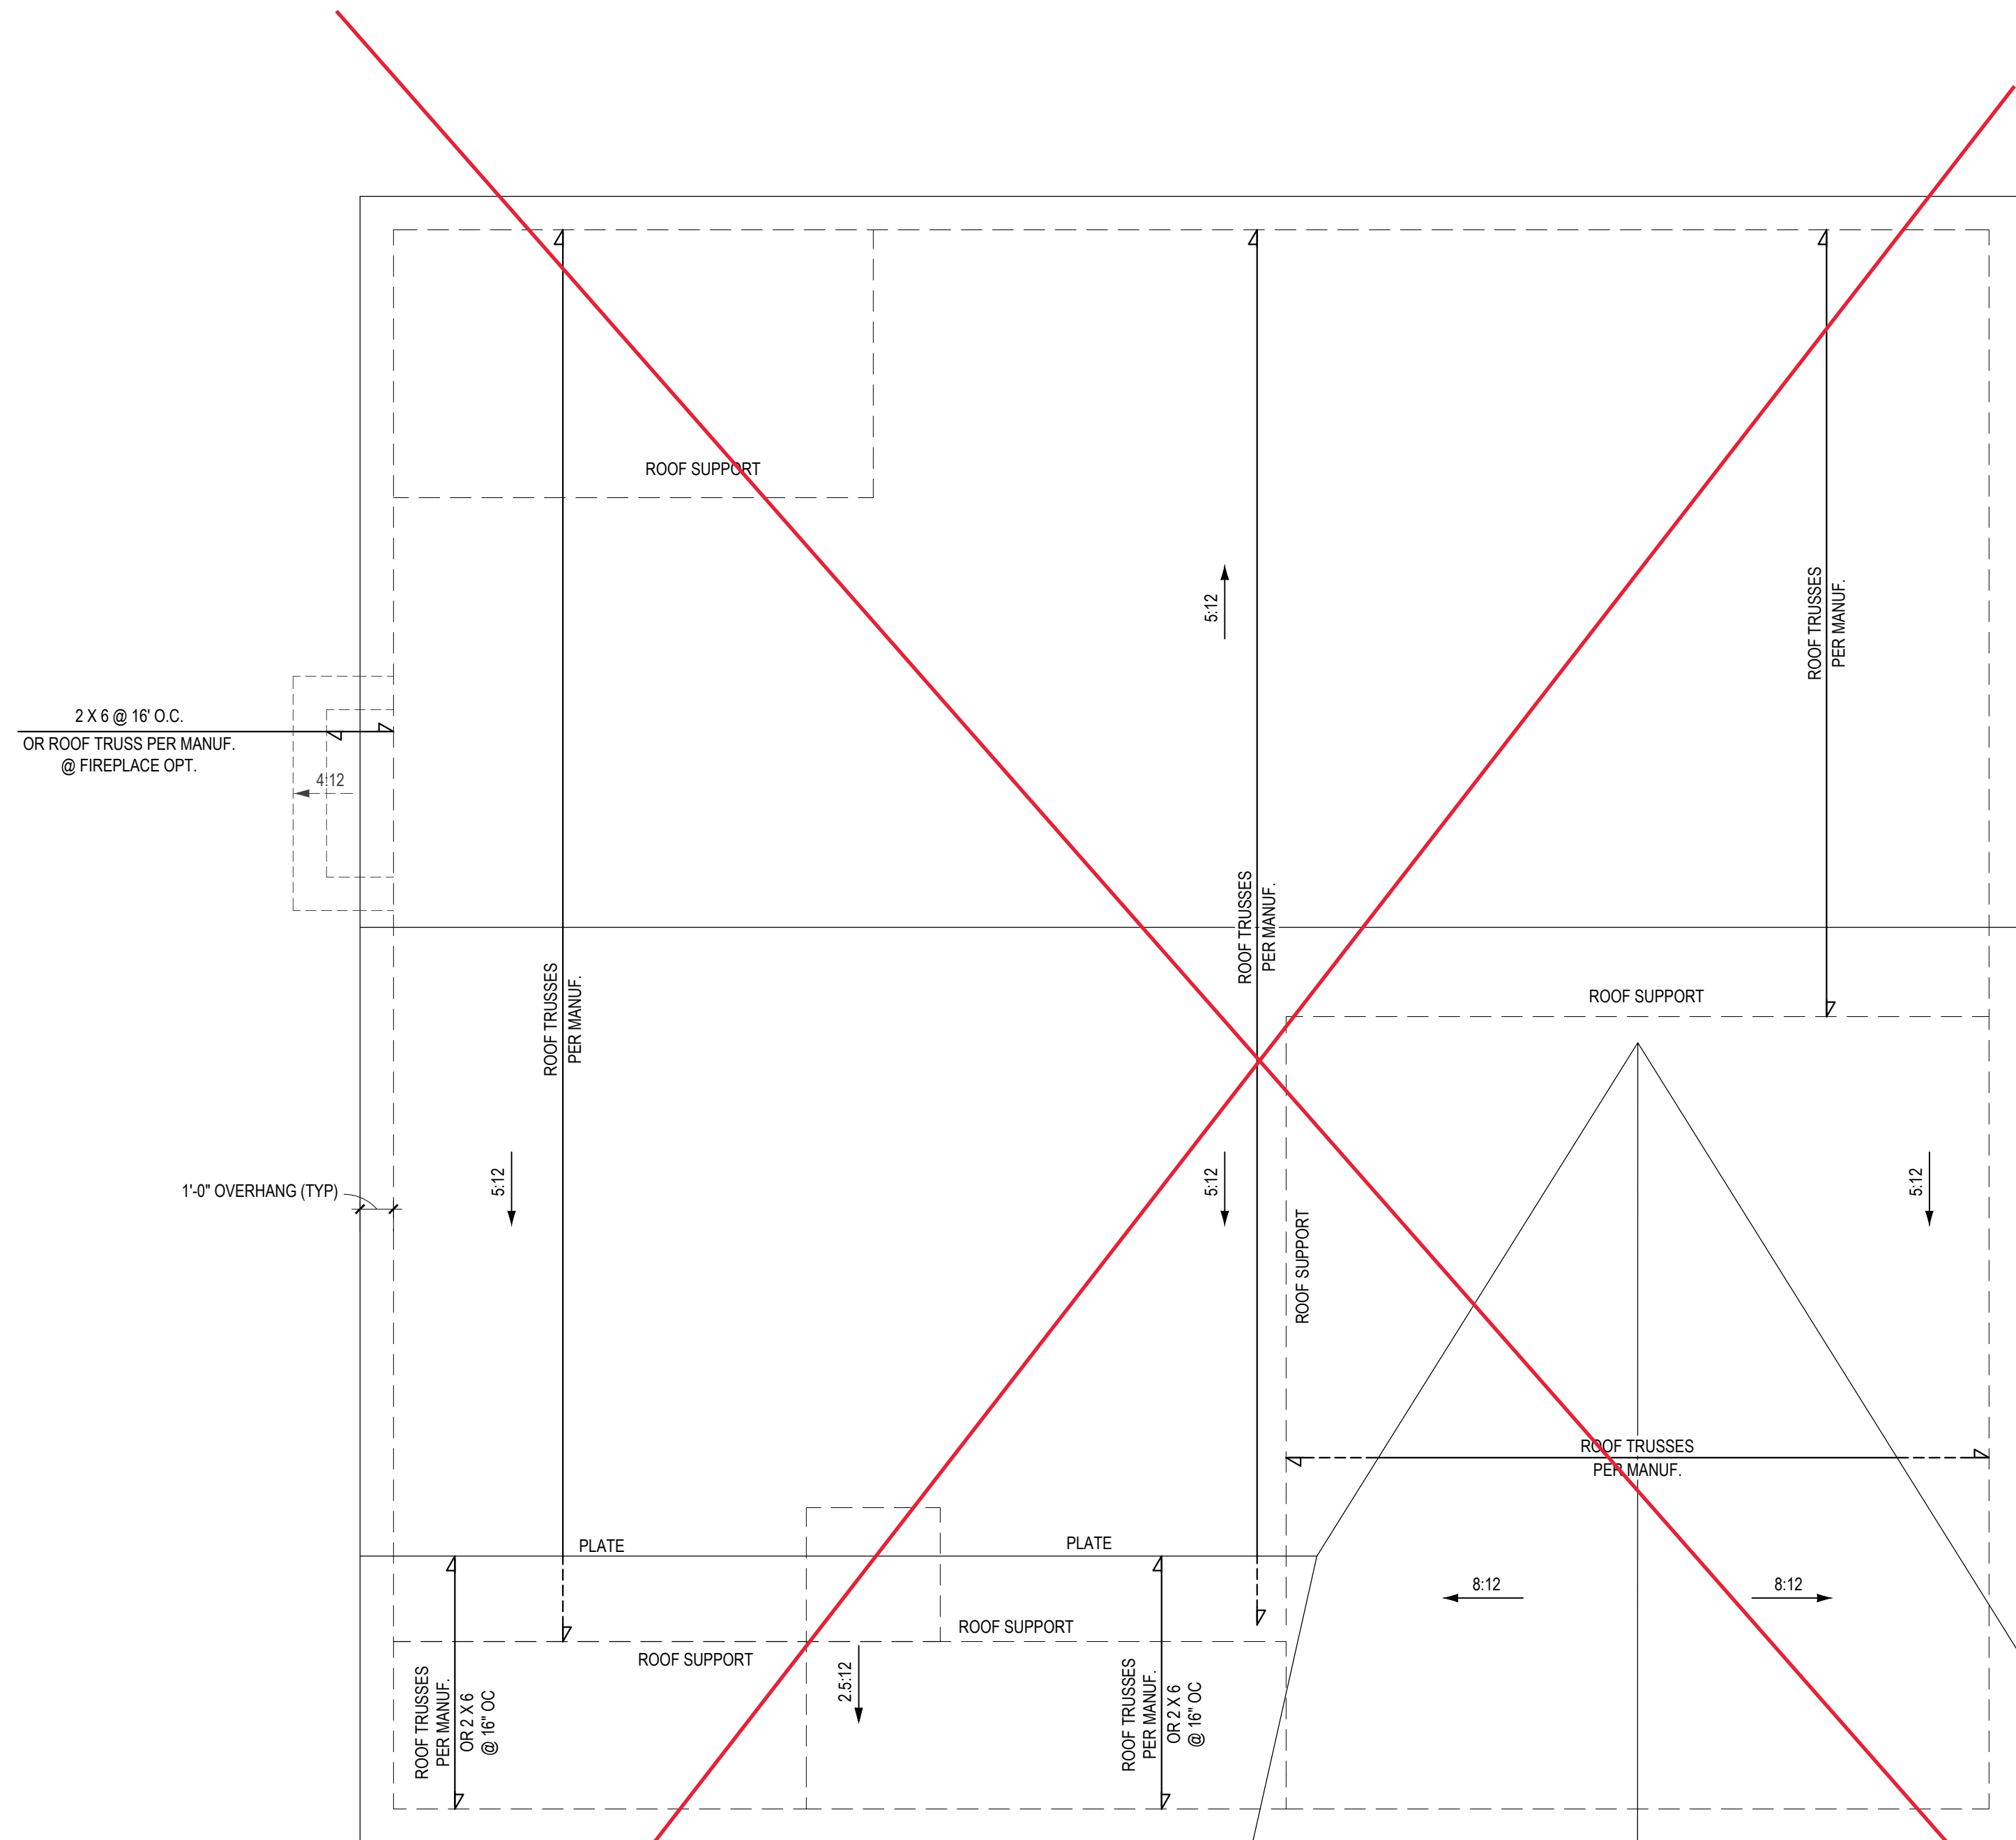 ROOF SUPPORT
5:12
ROOF TRUSSES
PER MANUF.
2 X 6 @ 16' O.C.
OR ROOF TRUSS PER MANUF.
@ FIREPLACE OPT.
4:12
ROOF TRUSSES
PER MANUF.
ROOF TRUSSES
PER MANUF.
ROOF SUPPORT
1'-0" OVERHANG (TYP)
5:12
5:12
5:12
ROOF SUPPORT
ROOF TRUSSES
PER MANUF.
PLATE
PLATE
8:12
8:12
ROOF SUPPORT
ROOF SUPPORT
ROOF TRUSSES
PER MANUF.
OR 2 X 6
@ 16" OC
2.5:12
ROOF TRUSSES
PER MANUF.
OR 2 X 6
@ 16" OC